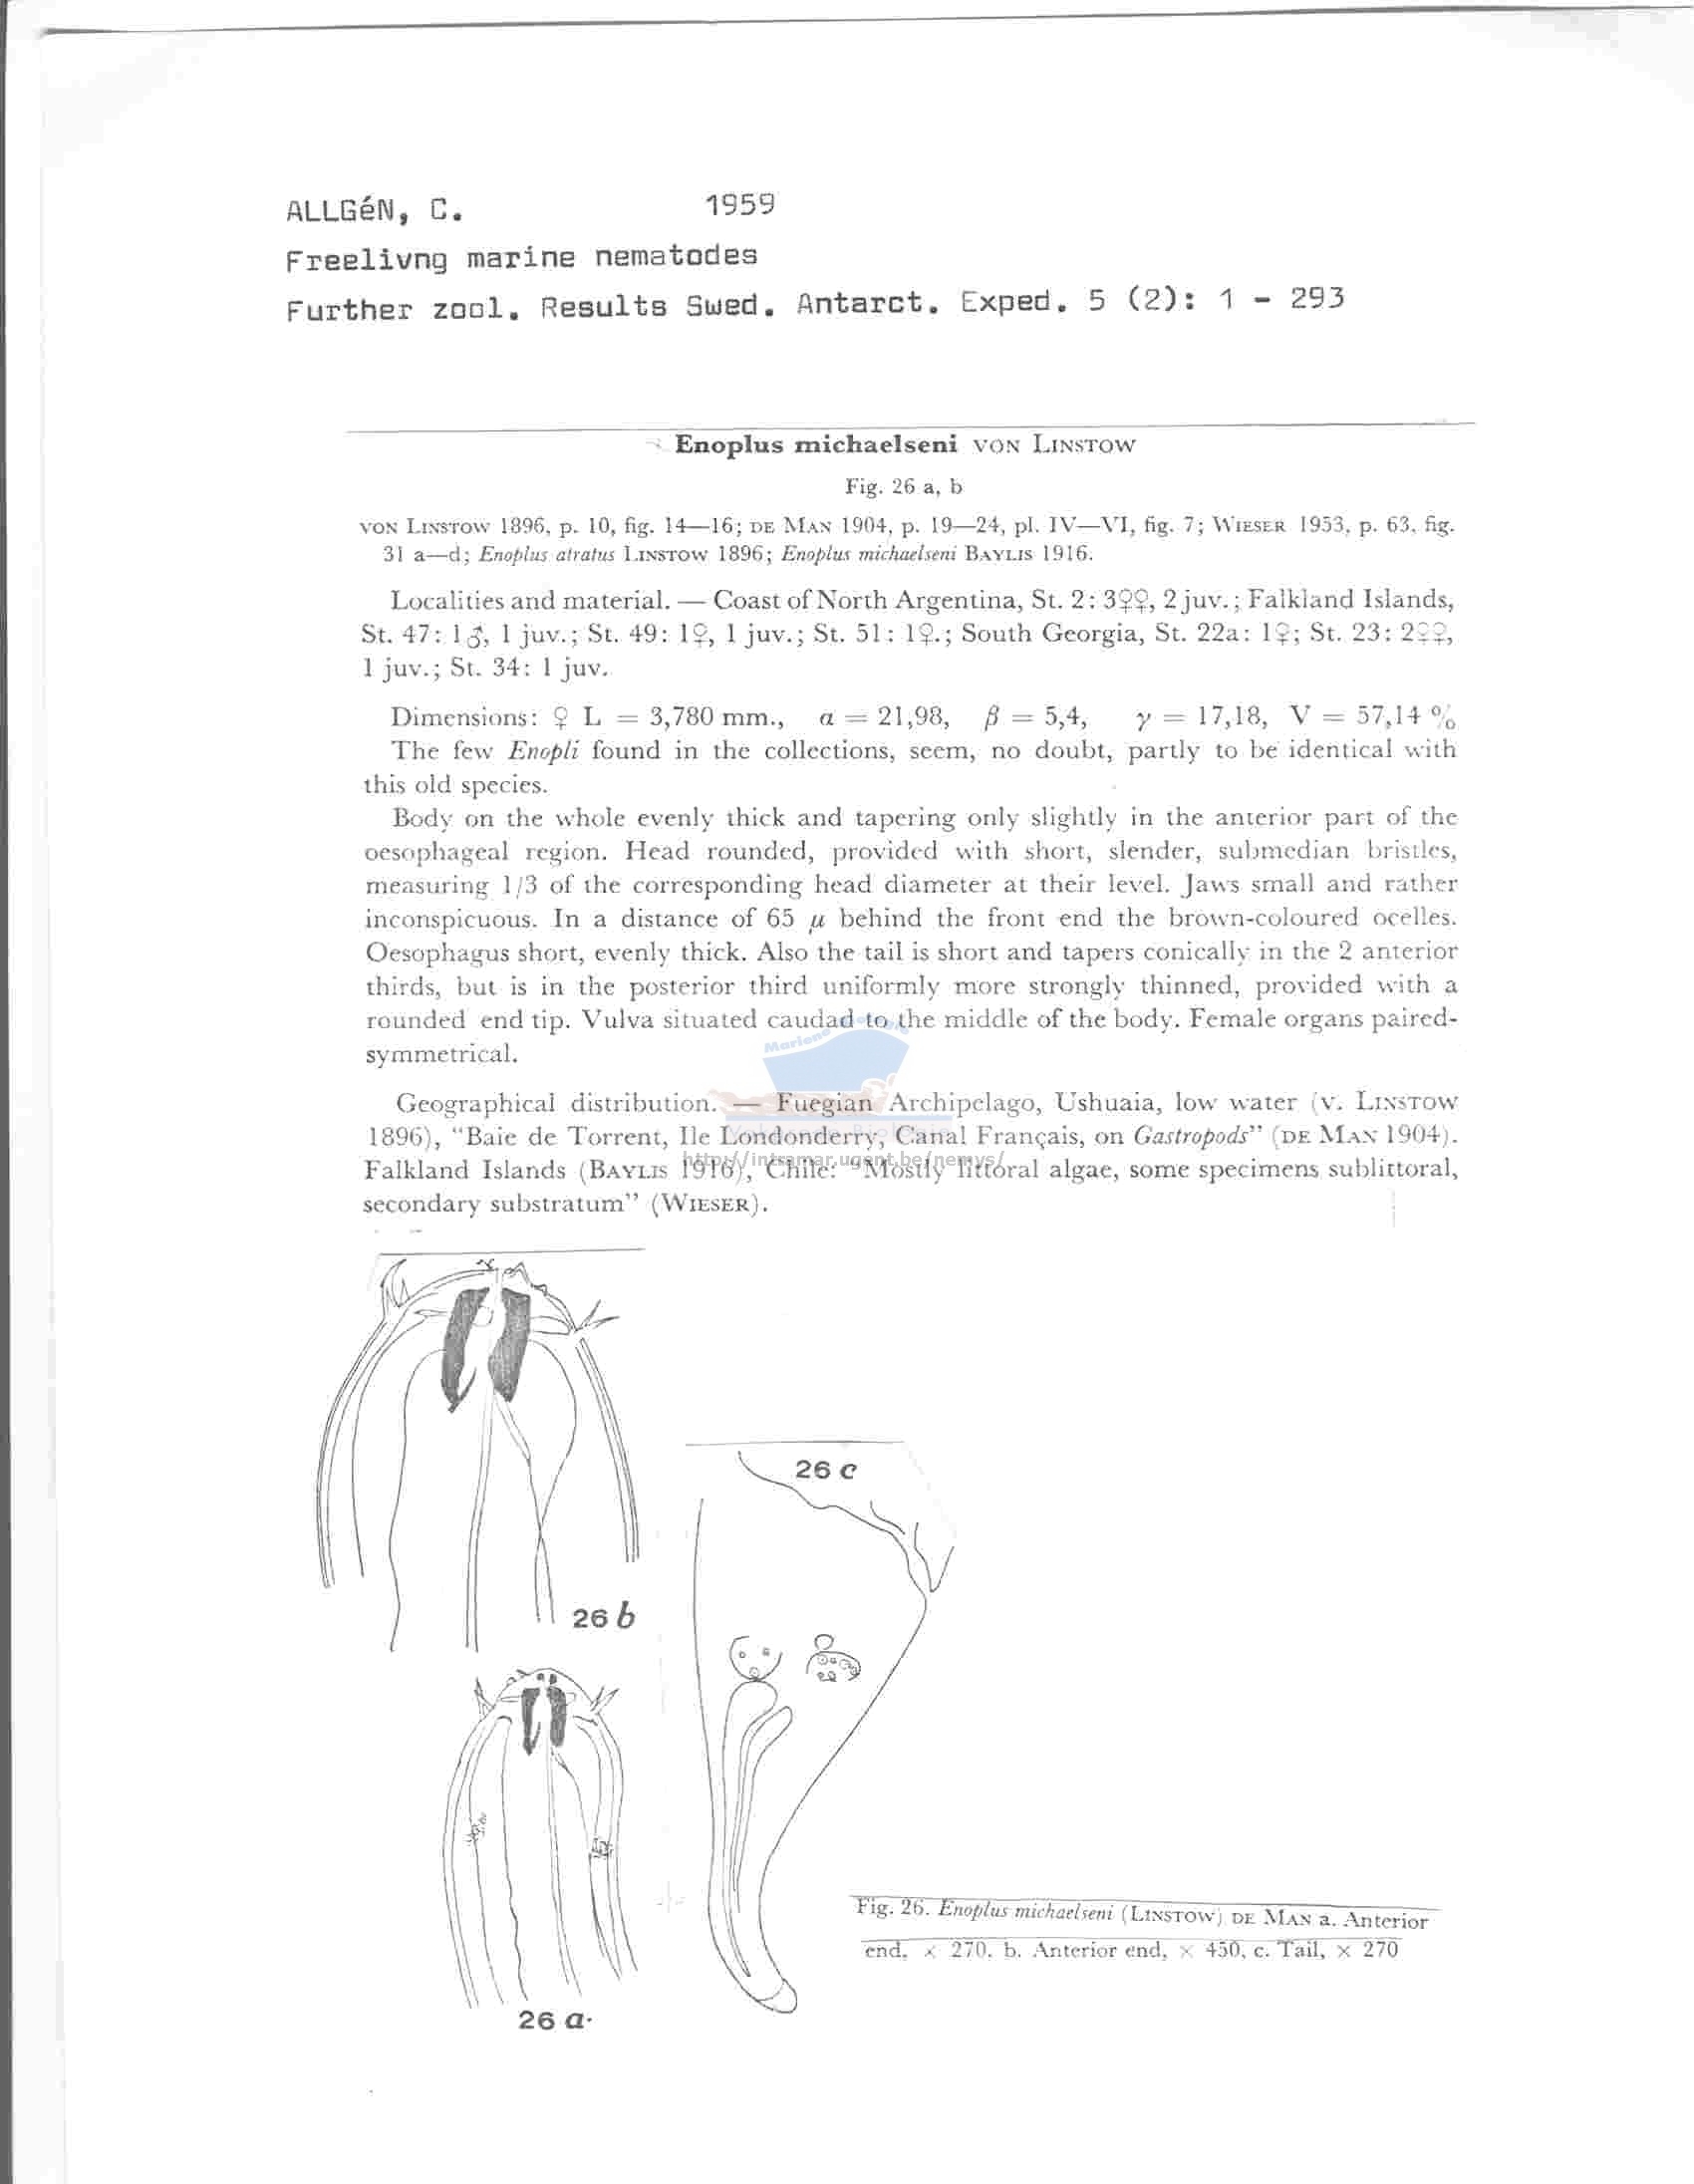 ALLGéN, C. 1959
Freelivng marine nematodes
Further zool. Results Swed. Antarct. Exped. 5 (2): 1 - 293
Enoplus michaelseni VON LINSTOW
Fig. 26 a, b
VON LINSTOW 1896, p. 10, fig. 14—16; DE MAN 1904, p. 19—24, pl. IV—VI, fig. 7; WIESER 1953, p. 63, fig.
31 a—d; Enoplus atratus LINSTOW 1896; Enoplus michaelseni BAYLIS 1916.
Localities and material. — Coast of North Argentina, St. 2: 3♀♀, 2 juv.; Falkland Islands,
St. 47: 1♂, 1 juv.; St. 49: 1♀, 1 juv.; St. 51: 1♀.; South Georgia, St. 22a: 1♀; St. 23: 2♀♀,
1 juv.; St. 34: 1 juv.
Dimensions: ♀ L = 3,780 mm., α = 21,98, β = 5,4, γ = 17,18, V = 57,14 %
The few Enopli found in the collections, seem, no doubt, partly to be identical with
this old species.
Body on the whole evenly thick and tapering only slightly in the anterior part of the
oesophageal region. Head rounded, provided with short, slender, submedian bristles,
measuring 1/3 of the corresponding head diameter at their level. Jaws small and rather
inconspicuous. In a distance of 65 μ behind the front end the brown-coloured ocelles.
Oesophagus short, evenly thick. Also the tail is short and tapers conically in the 2 anterior
thirds, but is in the posterior third uniformly more strongly thinned, provided with a
rounded end tip. Vulva situated caudad to the middle of the body. Female organs paired-
symmetrical.
Geographical distribution. — Fuegian Archipelago, Ushuaia, low water (v. LINSTOW
1896), “Baie de Torrent, Ile Londonderry, Canal Français, on Gastropods” (DE MAN 1904).
http://intramar.ugent.be/nemys/
Falkland Islands (BAYLIS 1916), Chile: “Mostly littoral algae, some specimens sublittoral,
secondary substratum” (WIESER).
26 c
26 b
Fig. 26. Enoplus michaelseni (LINSTOW) DE MAN a. Anterior
end, × 270. b. Anterior end, × 450, c. Tail, × 270
26 a.